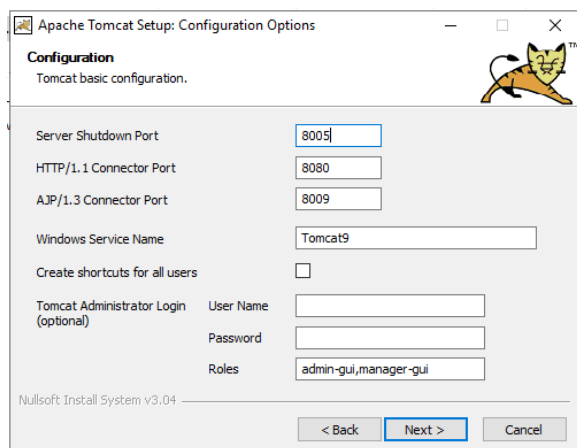 Apache Tomcat Setup: Configuration Options
Configuration
Tomcat basic configuration.
TM
Server Shutdown Port 8005
HTTP/1.1 Connector Port 8080
AJP/1.3 Connector Port 8009
Windows Service Name Tomcat9
Create shortcuts for all users
Tomcat Administrator Login
(optional)
User Name
Password
Roles admin-gui,manager-gui
Nullsoft Install System v3.04
< Back Next > Cancel